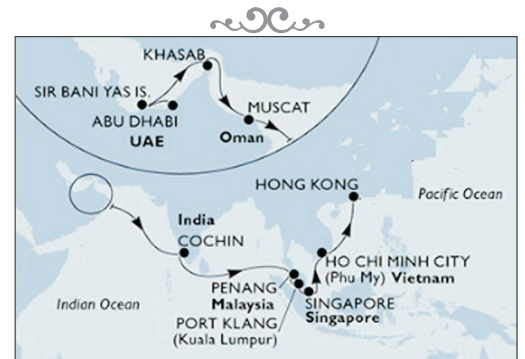 KHASAB
SIR BANI YAS IS.
ABU DHABI
UAE
MUSCAT
Oman
HONG KONG
Pacific Ocean
India
COCHIN
HO CHI MINH CITY
(Phu My) Vietnam
PENANG
Malaysia
Indian Ocean
SINGAPORE
Singapore
PORT KLANG
(Kuala Lumpur)